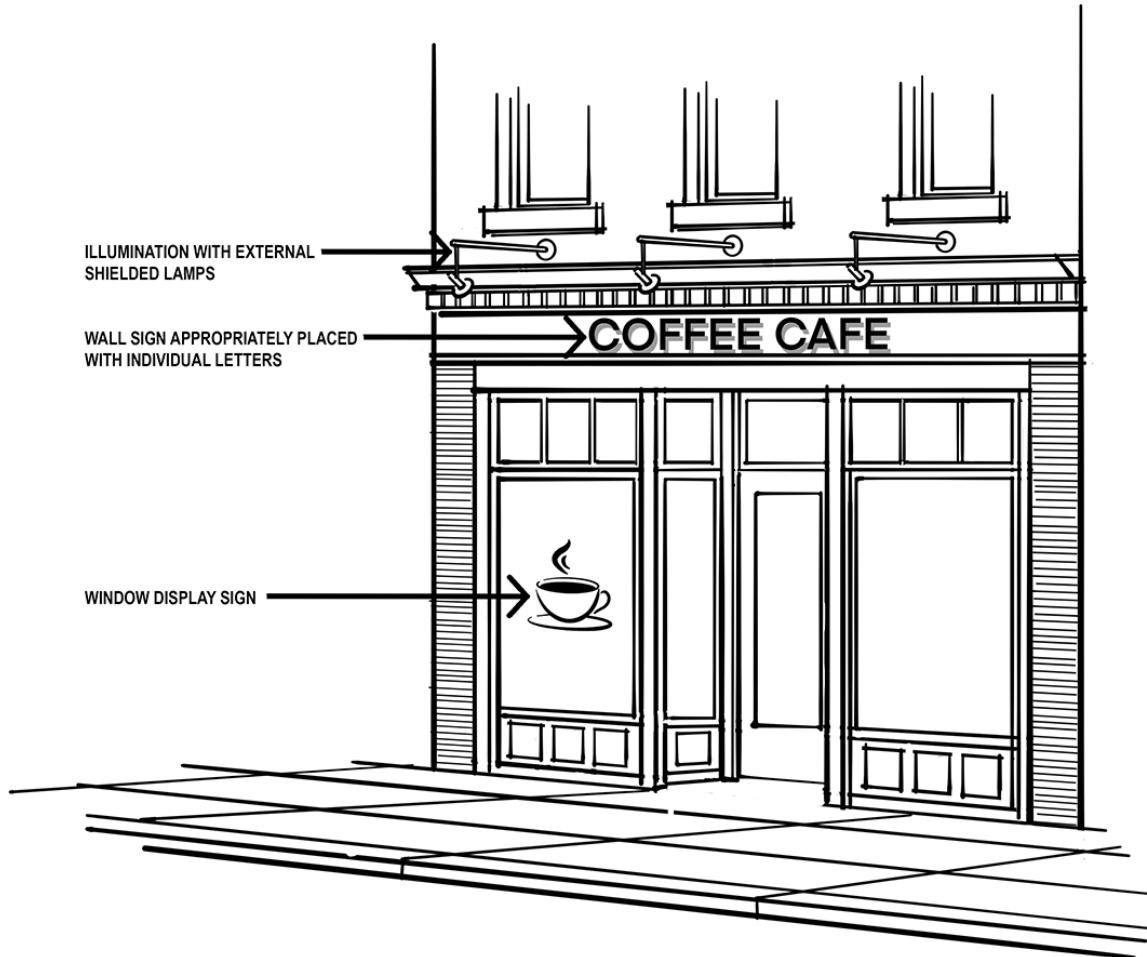 ILLUMINATION WITH EXTERNAL
SHIELDED LAMPS
WALL SIGN APPROPRIATELY PLACED
WITH INDIVIDUAL LETTERS
COFFEE CAFE
WINDOW DISPLAY SIGN